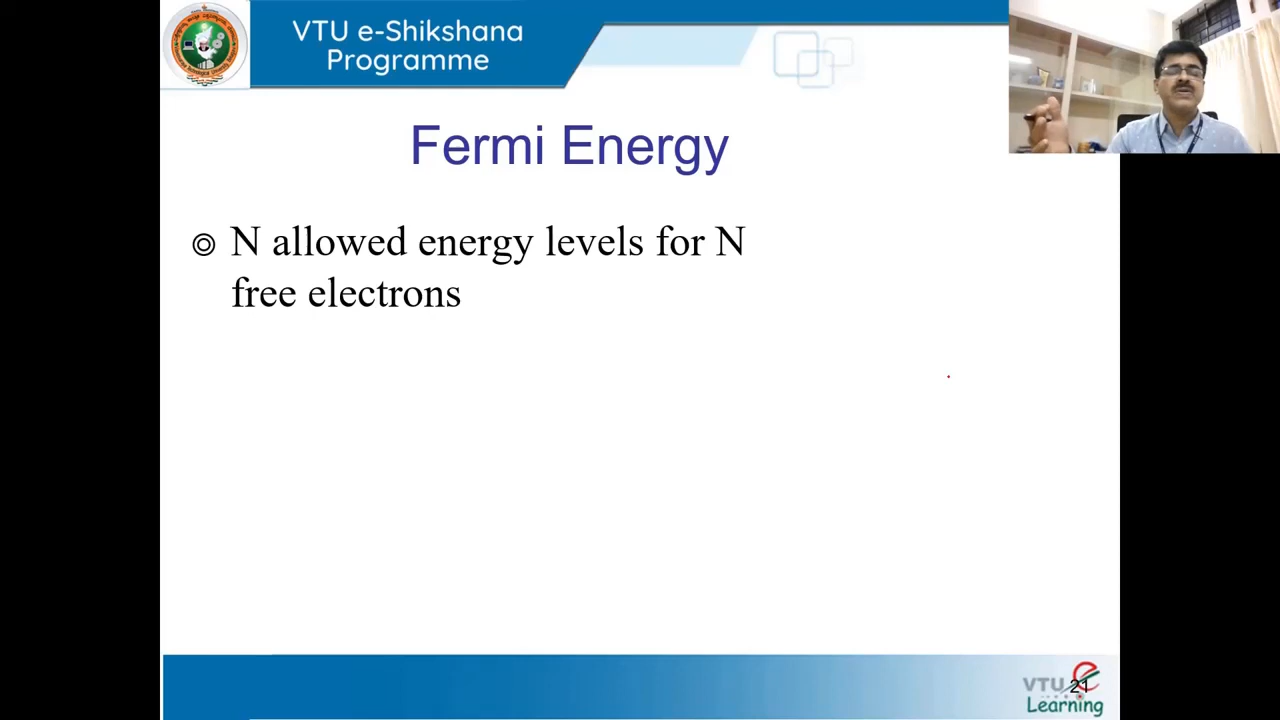 VTU e-Shikshana
Programme
Fermi Energy
N allowed energy levels for N
free electrons
21
VTU e
Learning